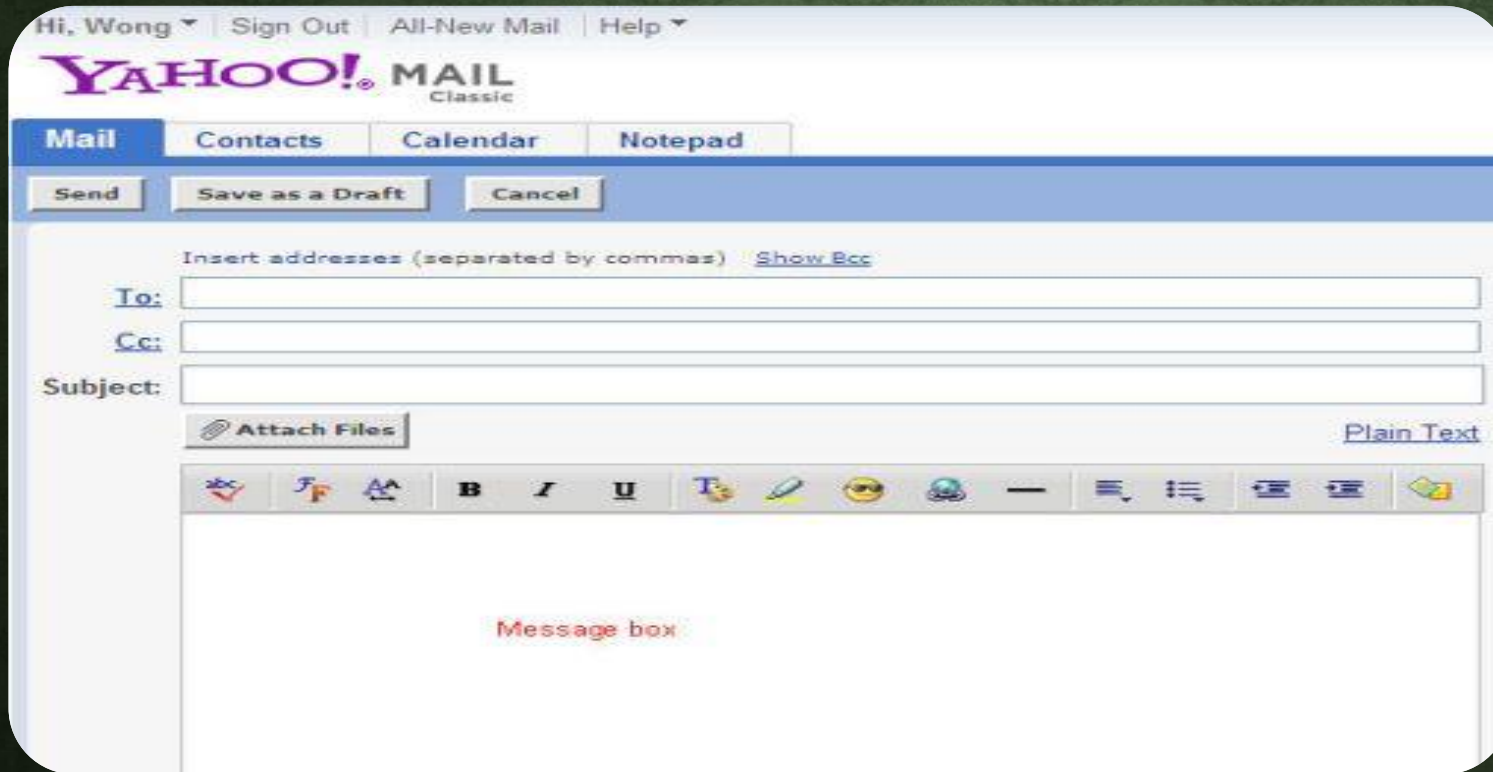 Hi, Wong Sign Out All-New Mail Help
YAHOO!® MAIL
Classic
Mail Contacts Calendar Notepad
Send Save as a Draft Cancel
Insert addresses (separated by commas) Show Bcc
To:
Cc:
Subject:
Attach Files Plain Text
abc B I U
Message box